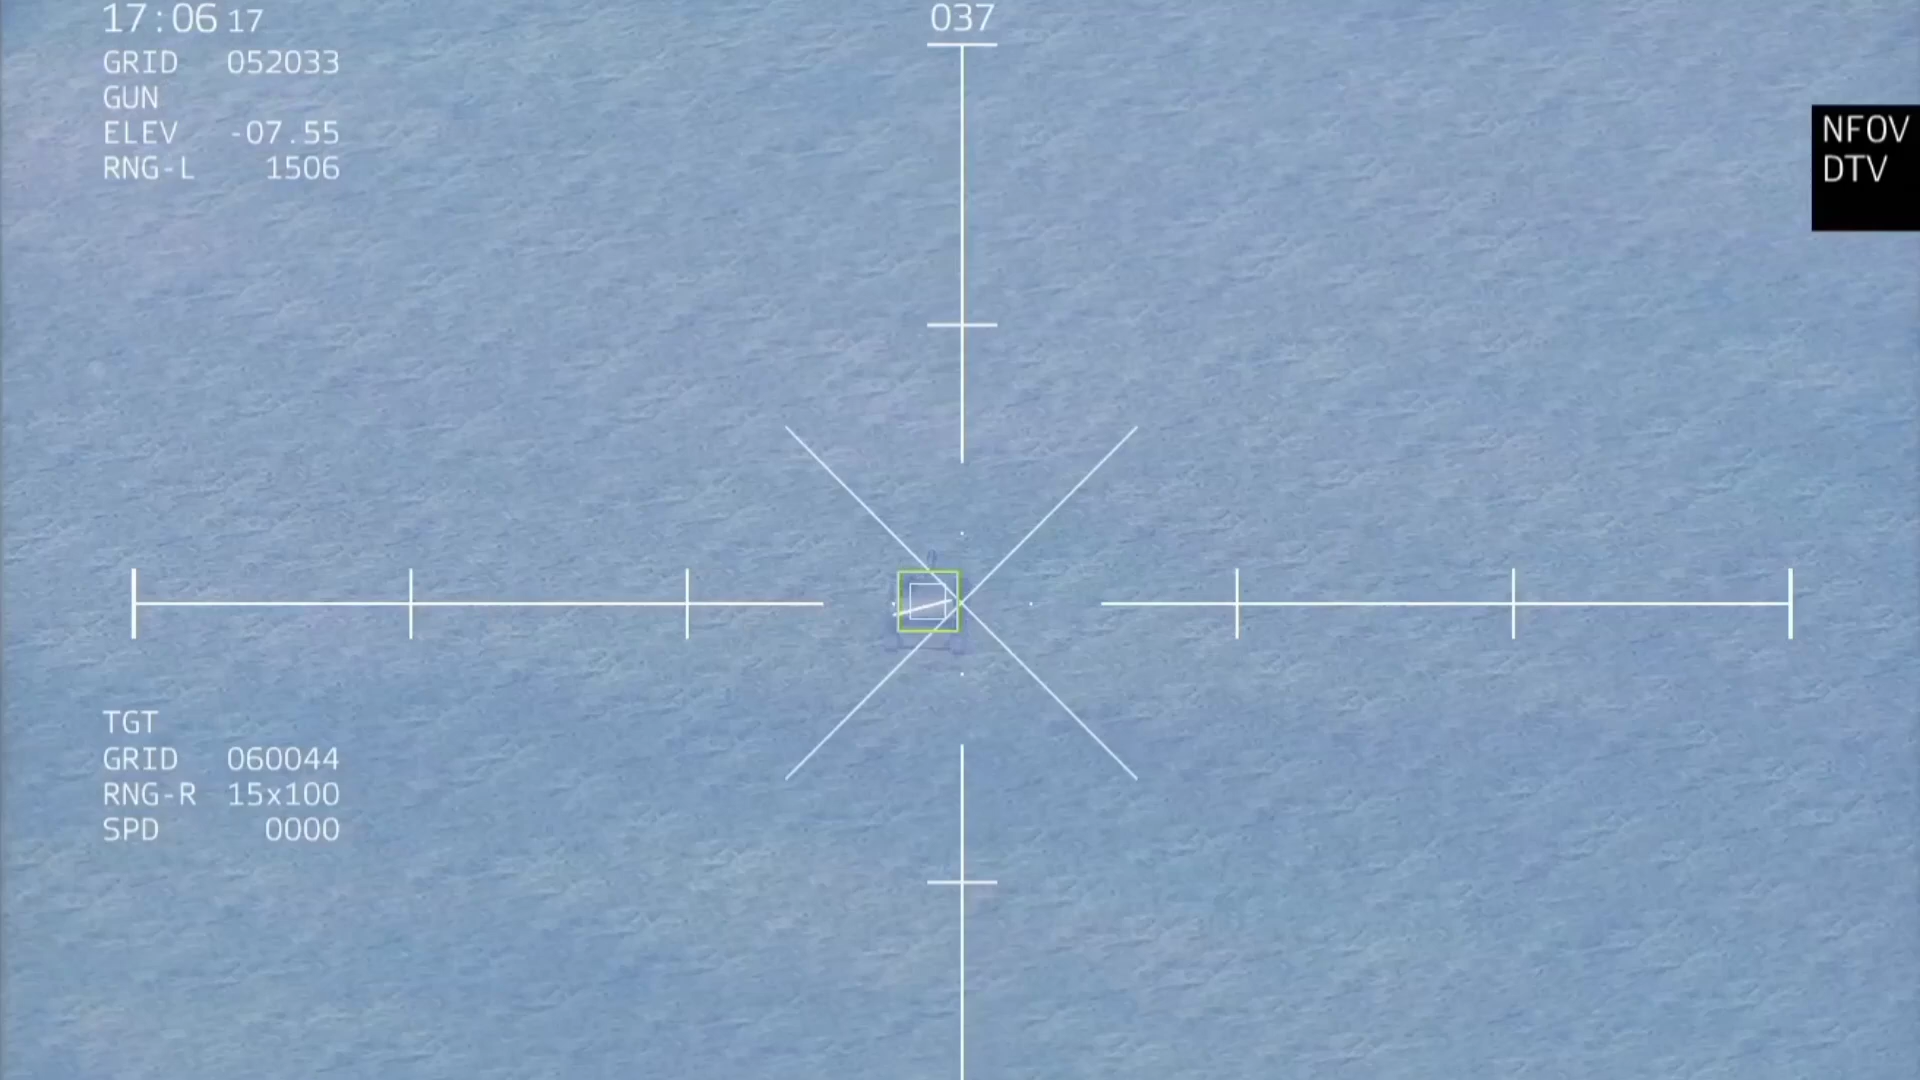 17:06 17
037
GRID 052033
GUN
ELEV -07.55
RNG-L 1506
NFOV
DTV
TGT
GRID 060044
RNG-R 15x100
SPD 0000